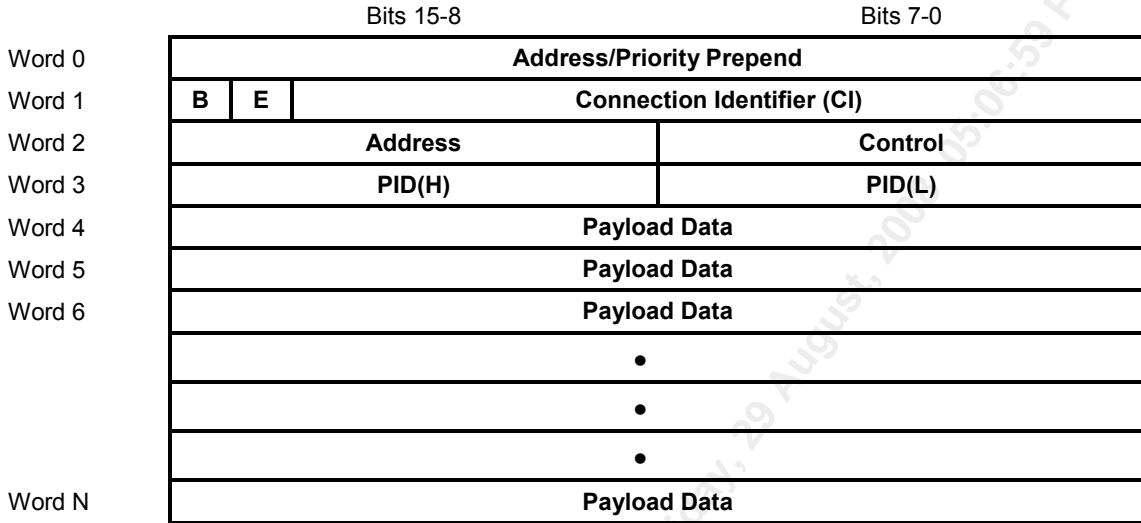 Bits 15-8 Bits 7-0
Word 0 Address/Priority Prepend
Word 1 B E Connection Identifier (CI)
Word 2 Address Control
Word 3 PID(H) PID(L)
Word 4 Payload Data
Word 5 Payload Data
Word 6 Payload Data
•
•
•
Word N Payload Data